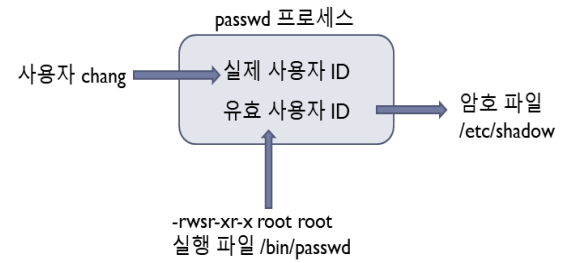 passwd 프로세스
사용자 chang
실제 사용자 ID
유효 사용자 ID
암호 파일
/etc/shadow
-rwsr-xr-x root root
실행 파일 /bin/passwd